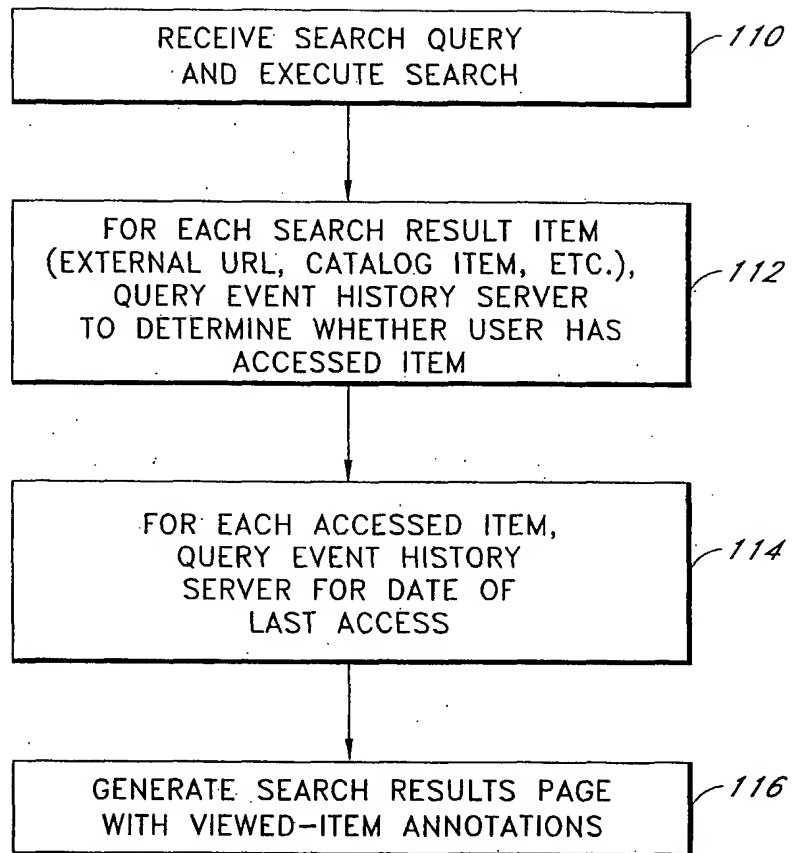 RECEIVE SEARCH QUERY
AND EXECUTE SEARCH
110
FOR EACH SEARCH RESULT ITEM
(EXTERNAL URL, CATALOG ITEM, ETC.),
QUERY EVENT HISTORY SERVER
TO DETERMINE WHETHER USER HAS
ACCESSED ITEM
112
FOR EACH ACCESSED ITEM,
QUERY EVENT HISTORY
SERVER FOR DATE OF
LAST ACCESS
114
GENERATE SEARCH RESULTS PAGE
WITH VIEWED-ITEM ANNOTATIONS
116